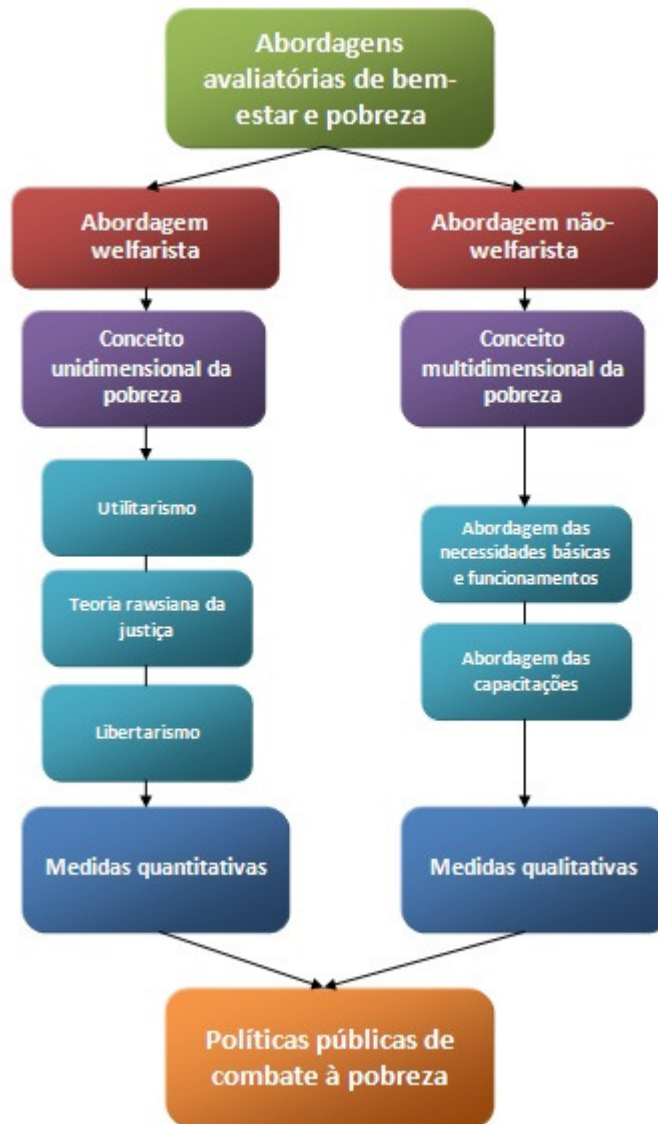 Abordagens
avaliatórias de bem-
estar e pobreza
Abordagem
welfarista
Abordagem não-
welfarista
Conceito
unidimensional da
pobreza
Conceito
multidimensional da
pobreza
Utilitarismo
Teoria rawsiana da
justiça
Libertarismo
Abordagem das
necessidades básicas
e funcionamentos
Abordagem das
capacitações
Medidas quantitativas
Medidas qualitativas
Políticas públicas de
combate à pobreza